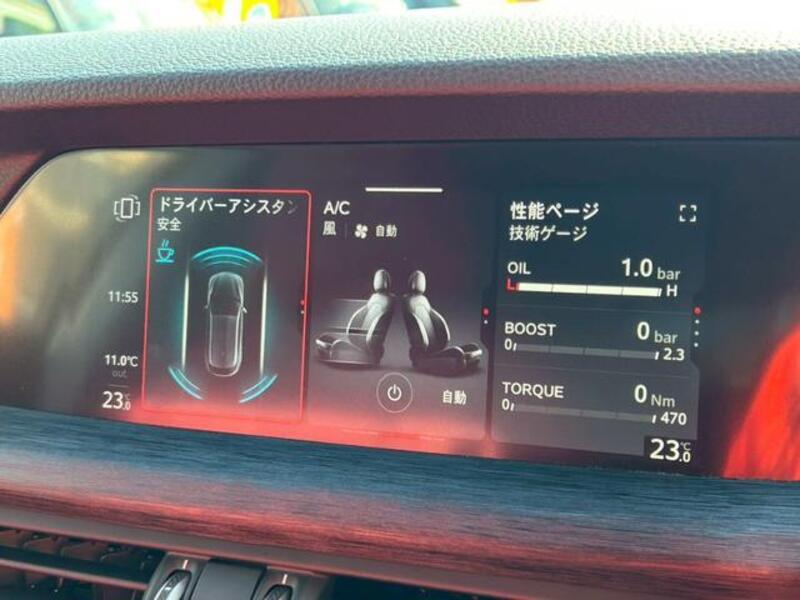 11:55
11.0℃
out
23.0℃
ドライバーアシスタン
安全
A/C
風 自動
自動
性能ページ
技術ゲージ
OIL 1.0 bar
L H
BOOST 0 bar
0 2.3
TORQUE 0 Nm
0 470
23.0℃